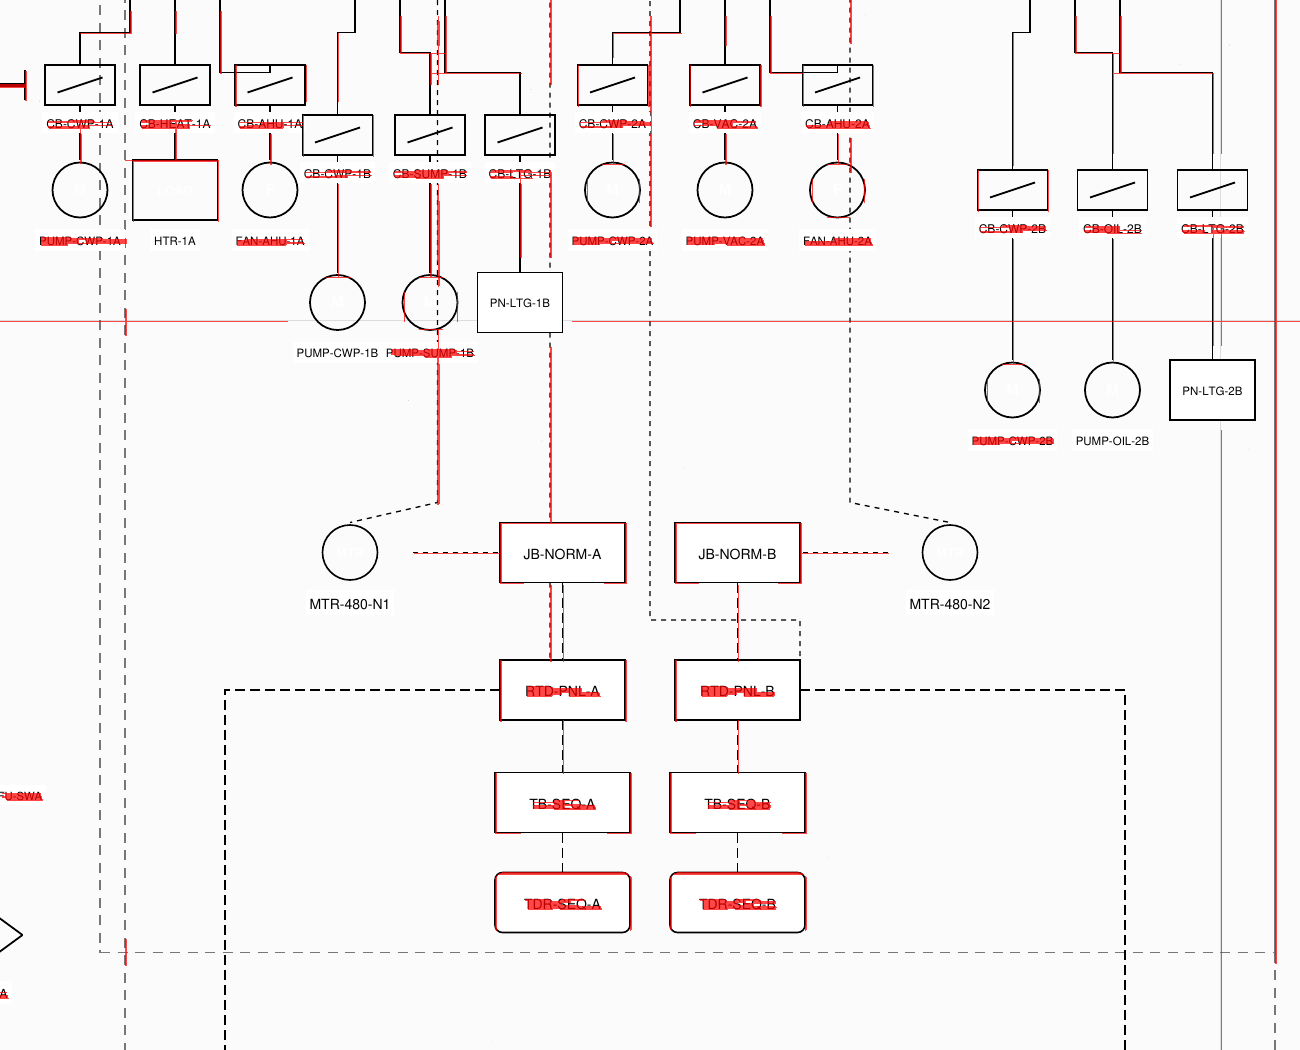 CB-CWP-1A CB-HEAT-1A CB-AHU-1A CB-CWP-2A CB-VAC-2A CB-AHU-2A
CB-CWP-1B CB-SUMP-1B CB-LTG-1B
M M
CB-CWP-2B CB-OIL-2B CB-LTG-2B
PUMP-CWP-1A HTR-1A FAN-AHU-1A PUMP-CWP-2A PUMP-VAC-2A FAN-AHU-2A
PN-LTG-1B
PUMP-CWP-1B PUMP-SUMP-1B
PN-LTG-2B
PUMP-CWP-2B PUMP-OIL-2B
JB-NORM-A JB-NORM-B
MTR-480-N1 MTR-480-N2
RTD-PNL-A RTD-PNL-B
FU-SWA
TB-SEQ-A TB-SEQ-B
TDR-SEQ-A TDR-SEQ-B
A